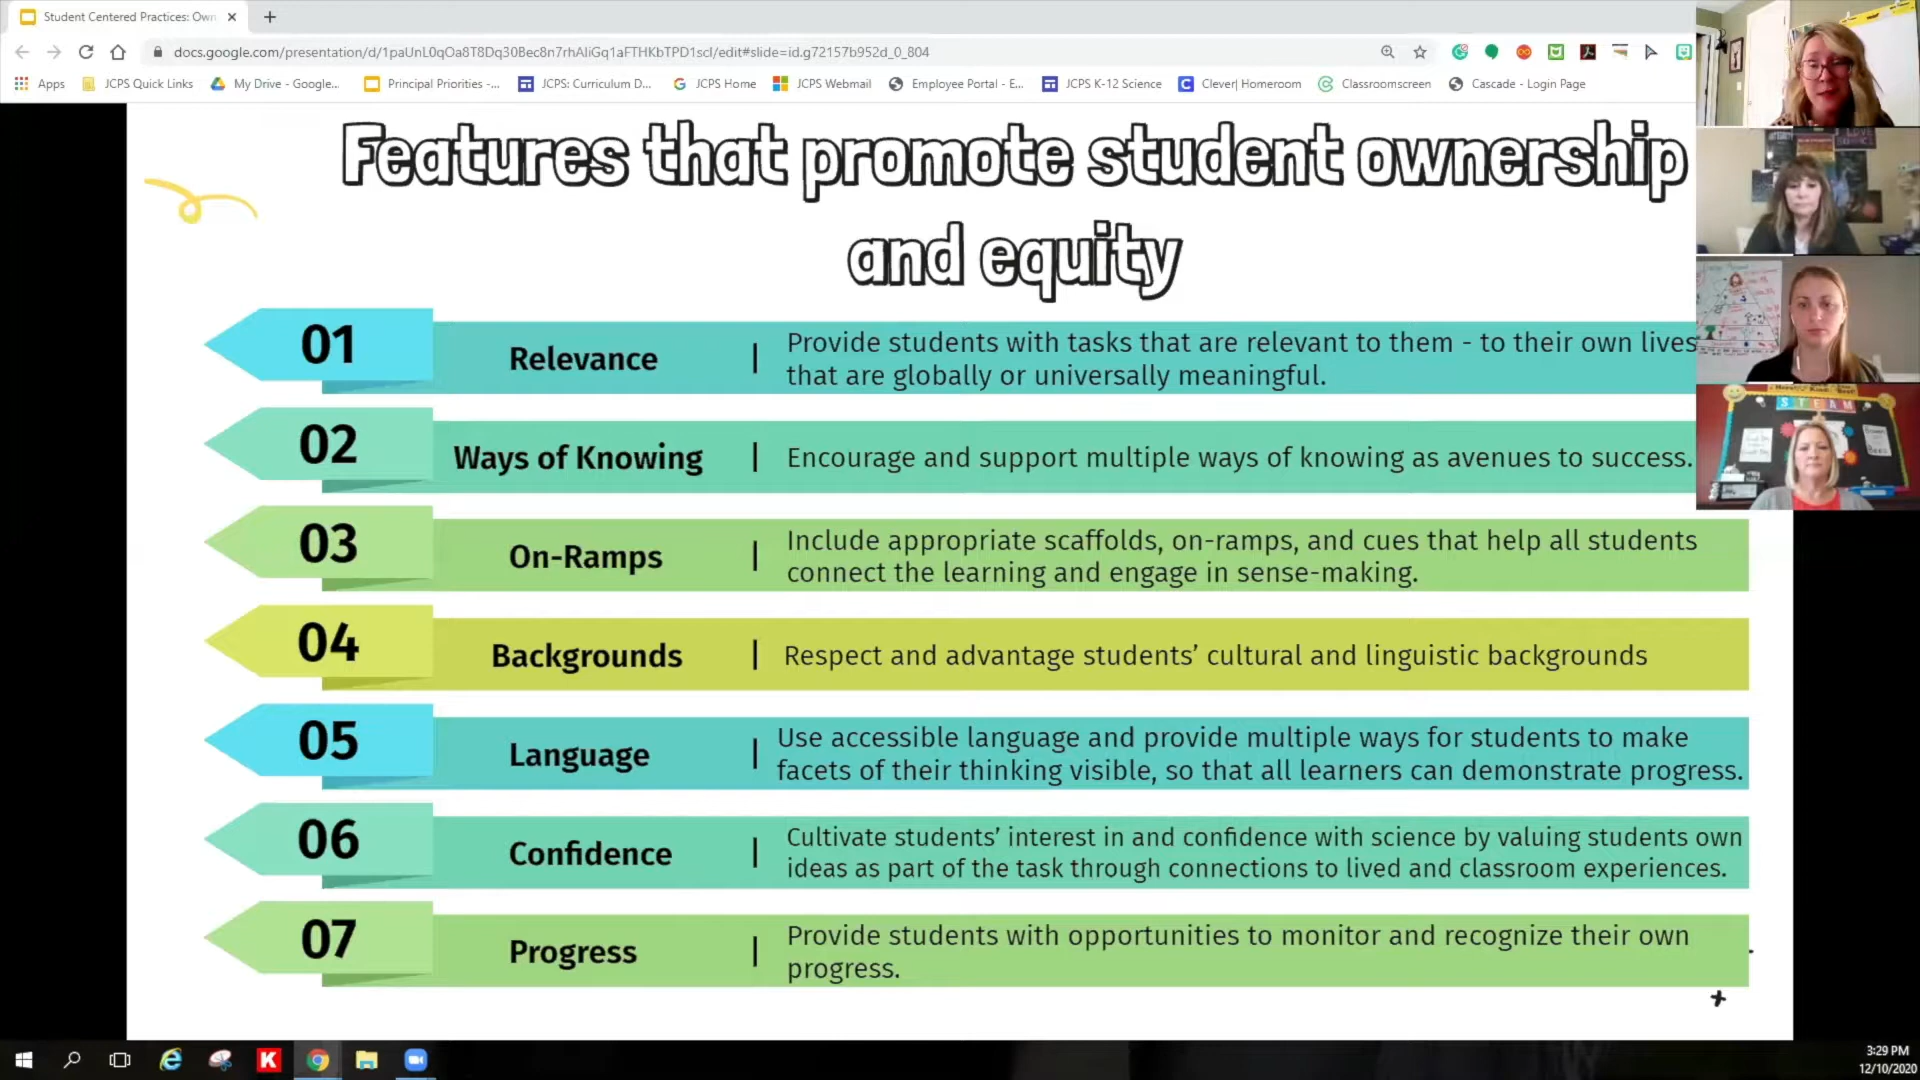 Student Centered Practices: Own
docs.google.com/presentation/d/1paUnL0qOa8T8Dq30Bec8n7rhAliGq1aFTHKbTPD1scI/edit#slide=id.g72157b952d_0_804
Apps JCPS Quick Links My Drive - Google... Principal Priorities -... JCPS: Curriculum D... JCPS Home JCPS Webmail Employee Portal - E... JCPS K-12 Science Clever| Homeroom Classroomscreen Cascade - Login Page
Features that promote student ownership
and equity
01
Relevance
Provide students with tasks that are relevant to them - to their own lives
that are globally or universally meaningful.
02
Ways of Knowing
Encourage and support multiple ways of knowing as avenues to success.
03
On-Ramps
Include appropriate scaffolds, on-ramps, and cues that help all students
connect the learning and engage in sense-making.
04
Backgrounds
Respect and advantage students’ cultural and linguistic backgrounds
05
Language
Use accessible language and provide multiple ways for students to make
facets of their thinking visible, so that all learners can demonstrate progress.
06
Confidence
Cultivate students’ interest in and confidence with science by valuing students own
ideas as part of the task through connections to lived and classroom experiences.
07
Progress
Provide students with opportunities to monitor and recognize their own
progress.
STEAM
3:29 PM
12/10/2020